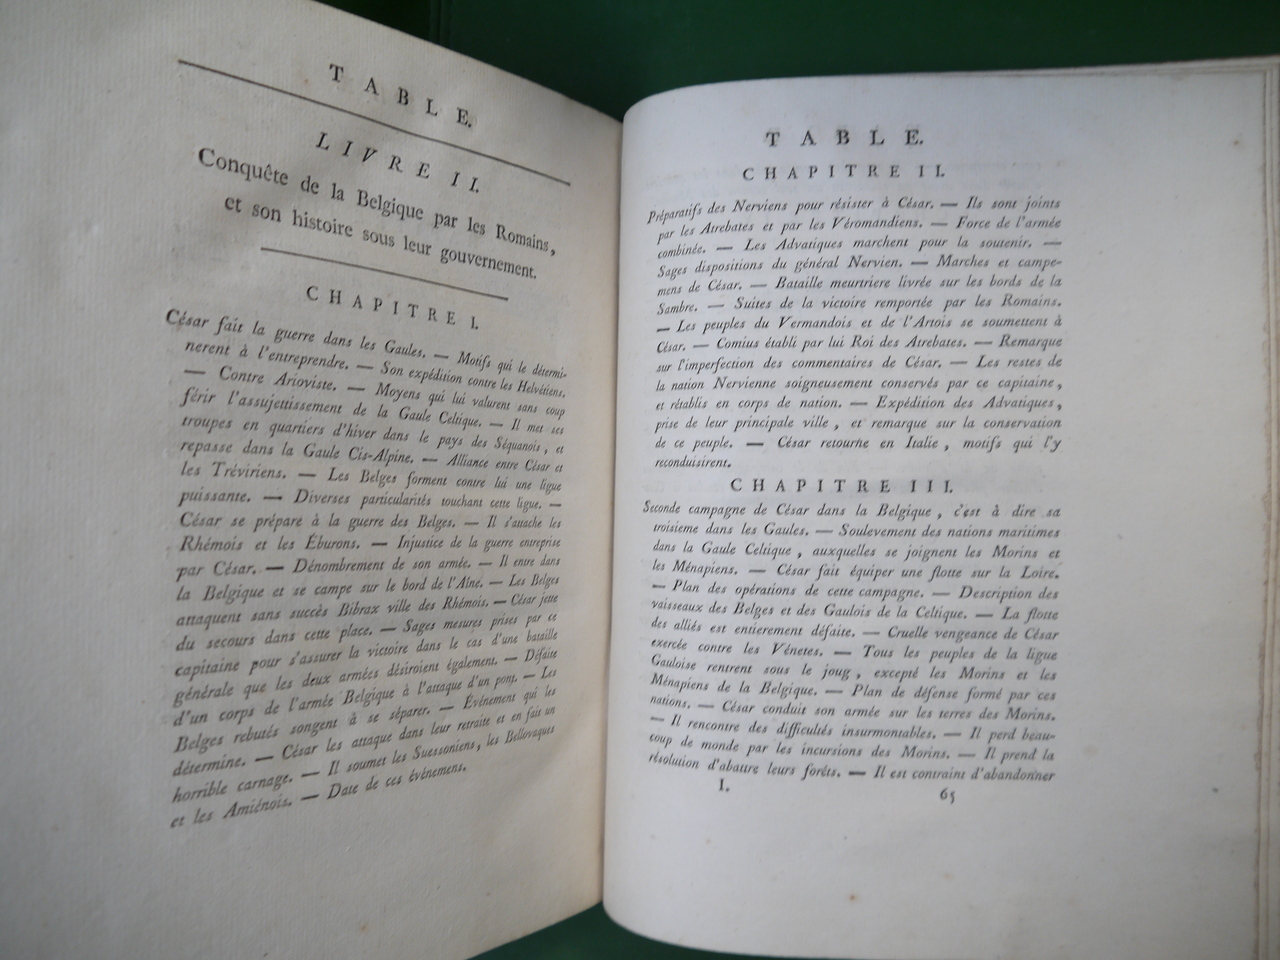 TABLE.
LIVRE II.
Conquête de la Belgique par les Romains,
et son histoire sous leur gouvernement.
CHAPITRE I.
César fait la guerre dans les Gaules. — Motifs qui le détermi-
nerent à l'entreprendre. — Son expédition contre les Helvétiens.
— Contre Arioviste. — Moyens qui lui valurent sans coup
férir l'assujettissement de la Gaule Celtique. — Il met ses
troupes en quartiers d'hiver dans le pays des Séquanois, et
repasse dans la Gaule Cis-Alpine. — Alliance entre César et
les Tréviriens. — Les Belges forment contre lui une ligue
puissante. — Diverses particularités touchant cette ligue. —
César se prépare à la guerre des Belges. — Il s'attache les
Rhémois et les Éburons. — Injustice de la guerre entreprise
par César. — Dénombrement de son armée. — Il entre dans
la Belgique et se campe sur le bord de l'Aîne. — Les Belges
attaquent sans succès Bibrax ville des Rhémois. — César jette
du secours dans cette place. — Sages mesures prises par ce
capitaine pour s'assurer la victoire dans le cas d'une bataille
générale que les deux armées désiroient également. — Défaite
d'un corps de l'armée Belgique à l'attaque d'un pont. — Les
Belges rebutés songent à se séparer. — Événement qui les
détermine. — César les attaque dans leur retraite et en fait un
horrible carnage. — Il soumet les Suessoniens, les Bellovaques
et les Amiénois. — Date de ces événemens.
TABLE.
CHAPITRE II.
Préparatifs des Nerviens pour résister à César. — Ils sont joints
par les Atrebates et par les Véromandiens. — Force de l'armée
combinée. — Les Advatiques marchent pour la soutenir. —
Sages dispositions du général Nervien. — Marches et campe-
mens de César. — Bataille meurtriere livrée sur les bords de la
Sambre. — Suites de la victoire remportée par les Romains.
— Les peuples du Vermandois et de l'Artois se soumettent à
César. — Comius établi par lui Roi des Atrebates. — Remarque
sur l'imperfection des commentaires de César. — Les restes de
la nation Nervienne soigneusement conservés par ce capitaine,
et rétablis en corps de nation. — Expédition des Advatiques,
prise de leur principale ville, et remarque sur la conservation
de ce peuple. — César retourne en Italie, motifs qui l'y
reconduisirent.
CHAPITRE III.
Seconde campagne de César dans la Belgique, c'est à dire sa
troisieme dans les Gaules. — Soulevement des nations maritimes
dans la Gaule Celtique, auxquelles se joignent les Morins et
les Ménapiens. — César fait équiper une flotte sur la Loire.
— Plan des opérations de cette campagne. — Description des
vaisseaux des Belges et des Gaulois de la Celtique. — La flotte
des alliés est entierement défaite. — Cruelle vengeance de César
exercée contre les Vénetes. — Tous les peuples de la ligue
Gauloise rentrent sous le joug, excepté les Morins et les
Ménapiens de la Belgique. — Plan de défense formé par ces
nations. — César conduit son armée sur les terres des Morins.
— Il rencontre des difficultés insurmontables. — Il perd beau-
coup de monde par les incursions des Morins. — Il prend la
résolution d'abattre leurs forêts. — Il est contraint d'abandonner
I. 65